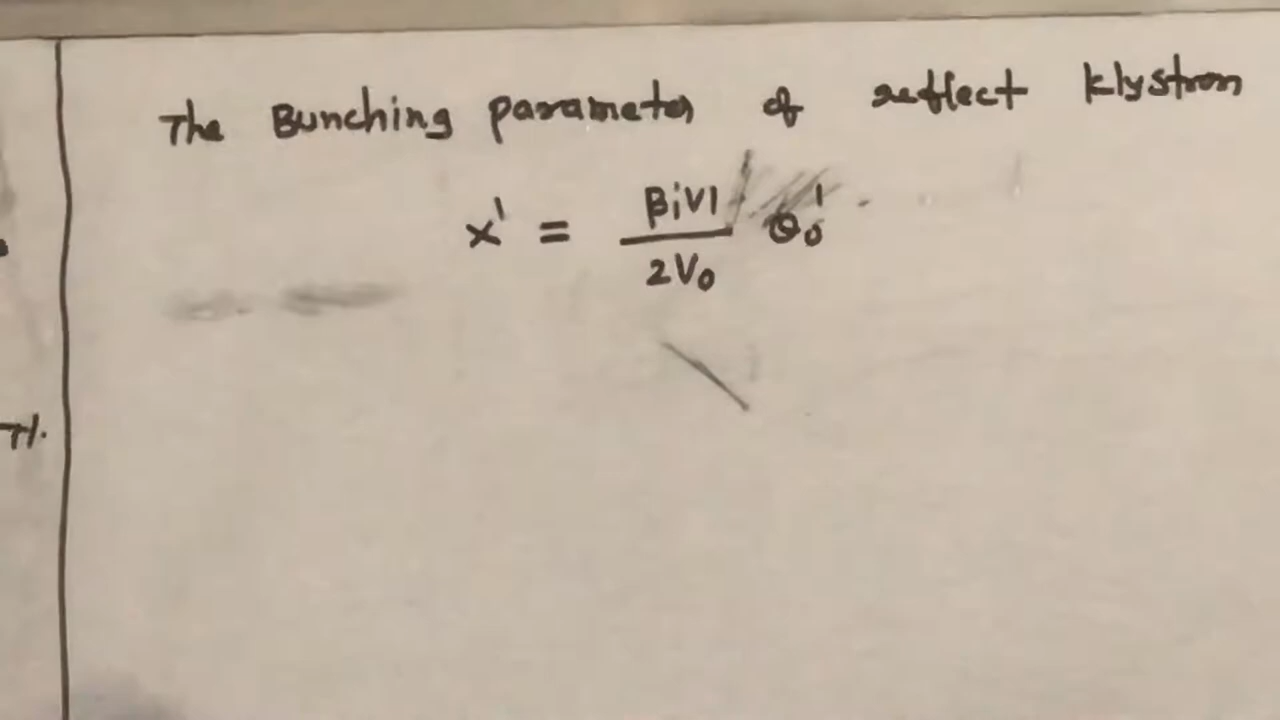 The Bunching parameter of reflect klystron
x' = βiV1 / 2V0 θ0'